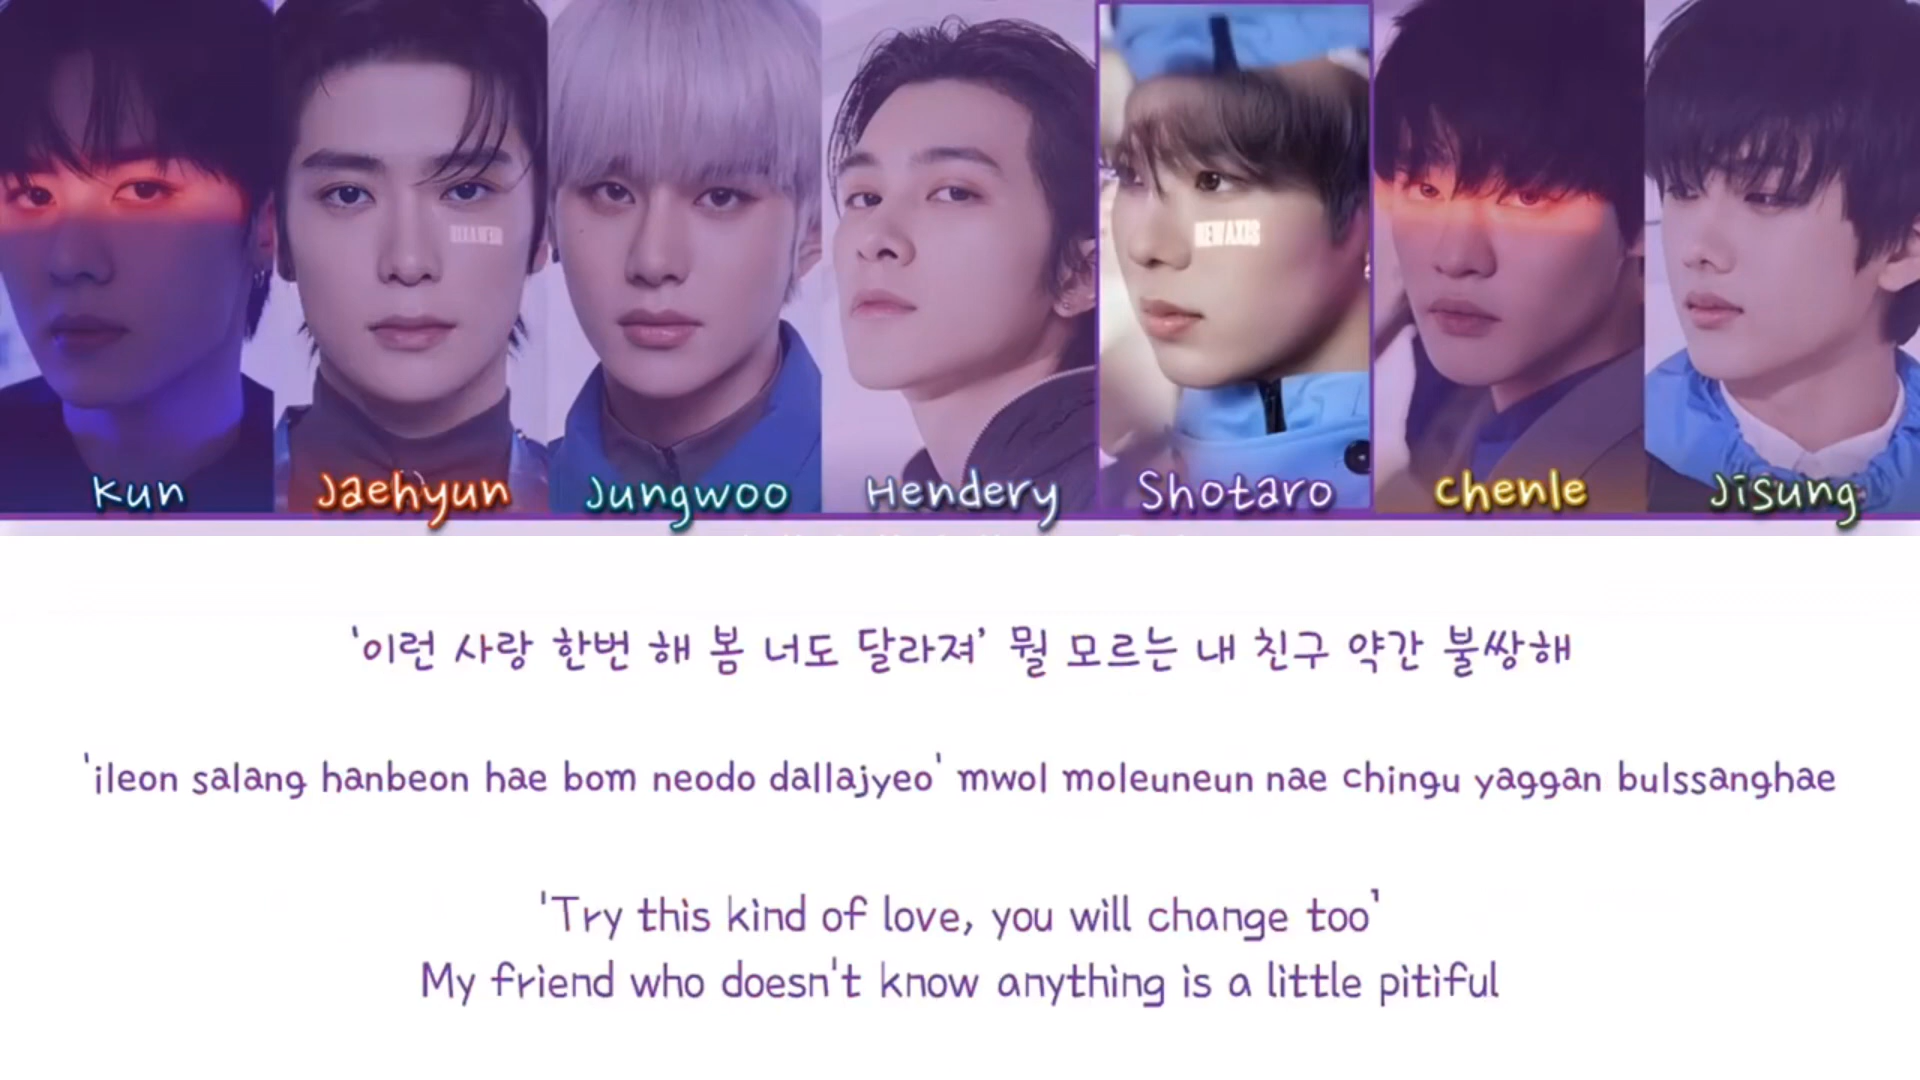 NEWAXIS
Kun
Jaehyun
Jungwoo
Hendery
Shotaro
Chenle
Jisung
'이런 사랑 한번 해 봄 너도 달라져’ 뭘 모르는 내 친구 약간 불쌍해
'ileon salang hanbeon hae bom neodo dallajyeo' mwol moleuneun nae chingu yaggan bulssanghae
'Try this kind of love, you will change too’
My friend who doesn't know anything is a little pitiful